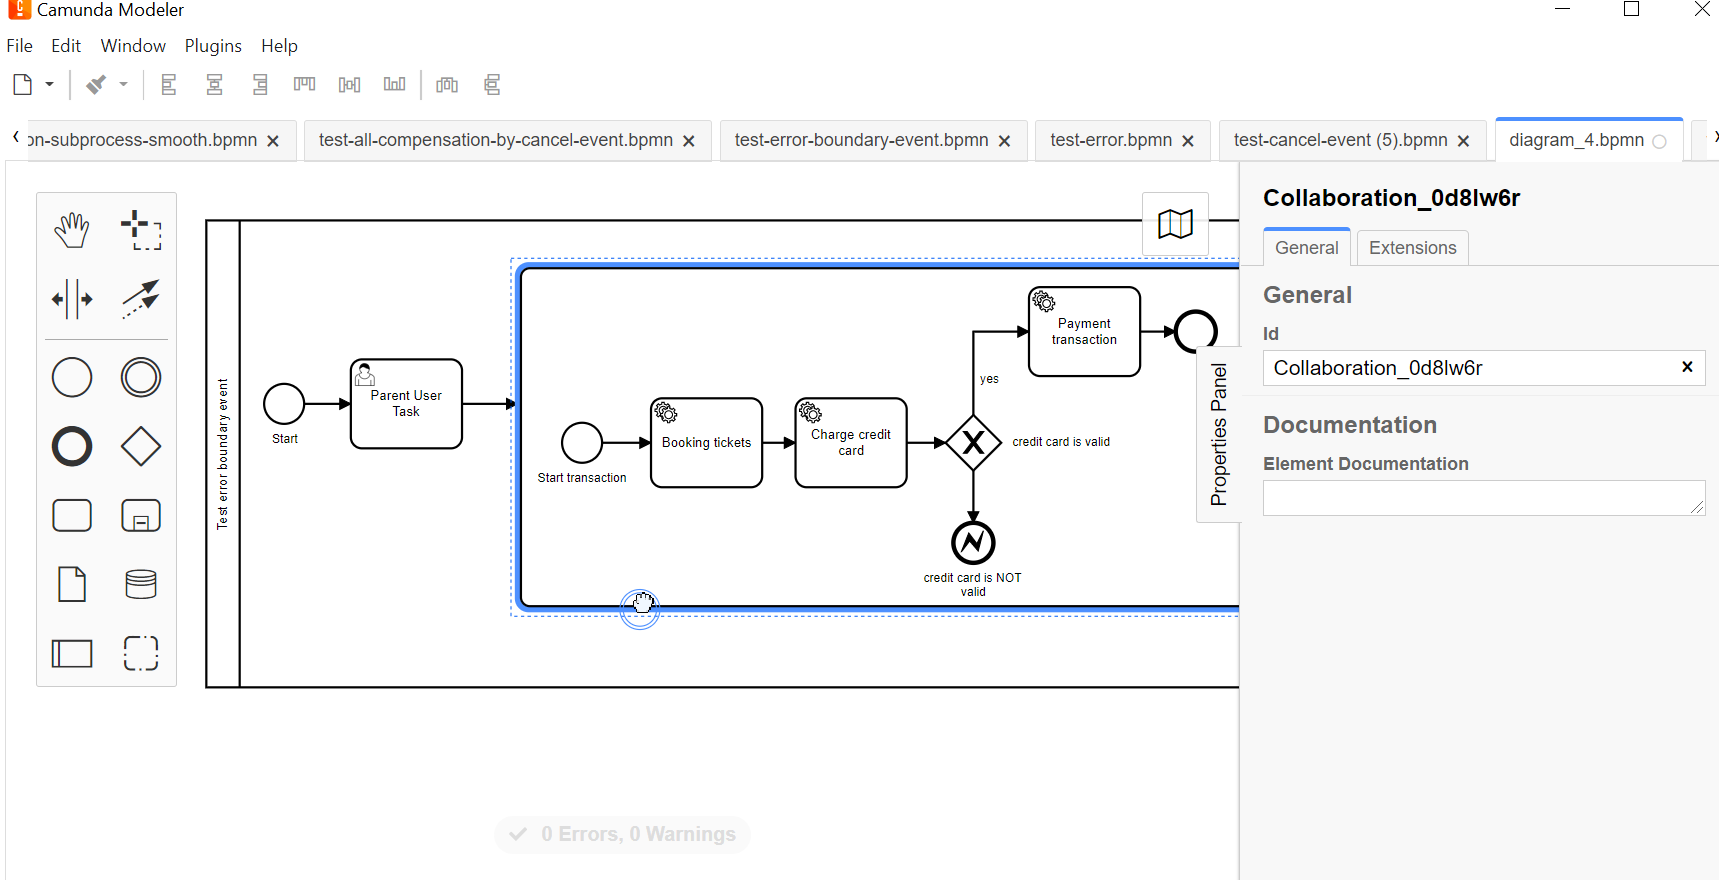 Camunda Modeler
File Edit Window Plugins Help
on-subprocess-smooth.bpmn
test-all-compensation-by-cancel-event.bpmn
test-error-boundary-event.bpmn
test-error.bpmn
test-cancel-event (5).bpmn
diagram_4.bpmn
Test error boundary event
Start
Parent User
Task
Start transaction
Booking tickets
Charge credit
card
yes
credit card is valid
Payment
transaction
credit card is NOT
valid
0 Errors, 0 Warnings
Properties Panel
Collaboration_0d8lw6r
General Extensions
General
Id
Collaboration_0d8lw6r
Documentation
Element Documentation